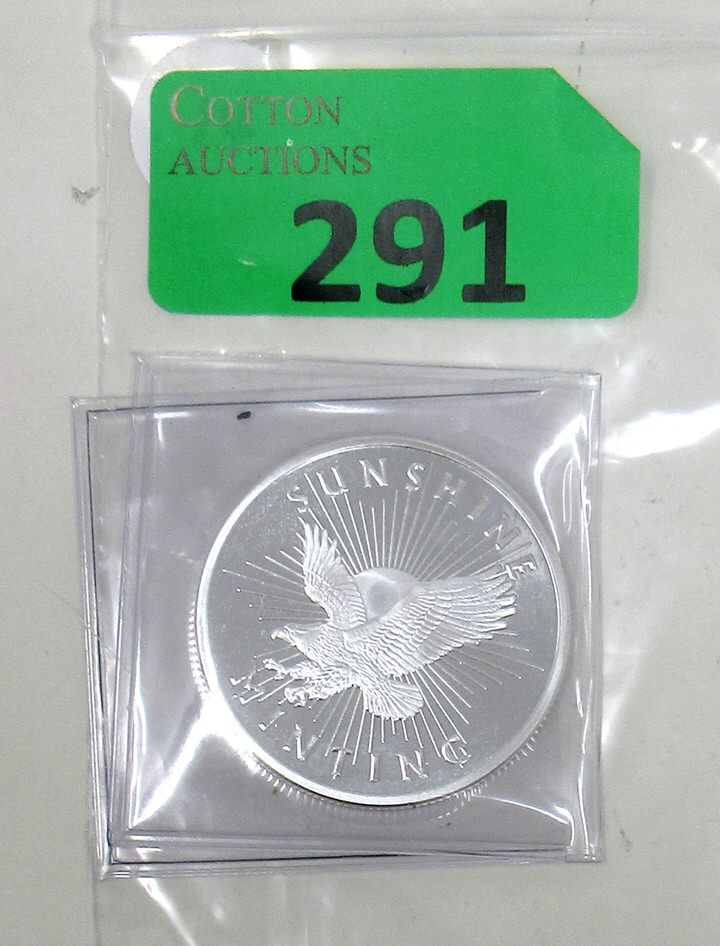 COTTON
AUCTIONS
291
SUNSHINE
MINTING